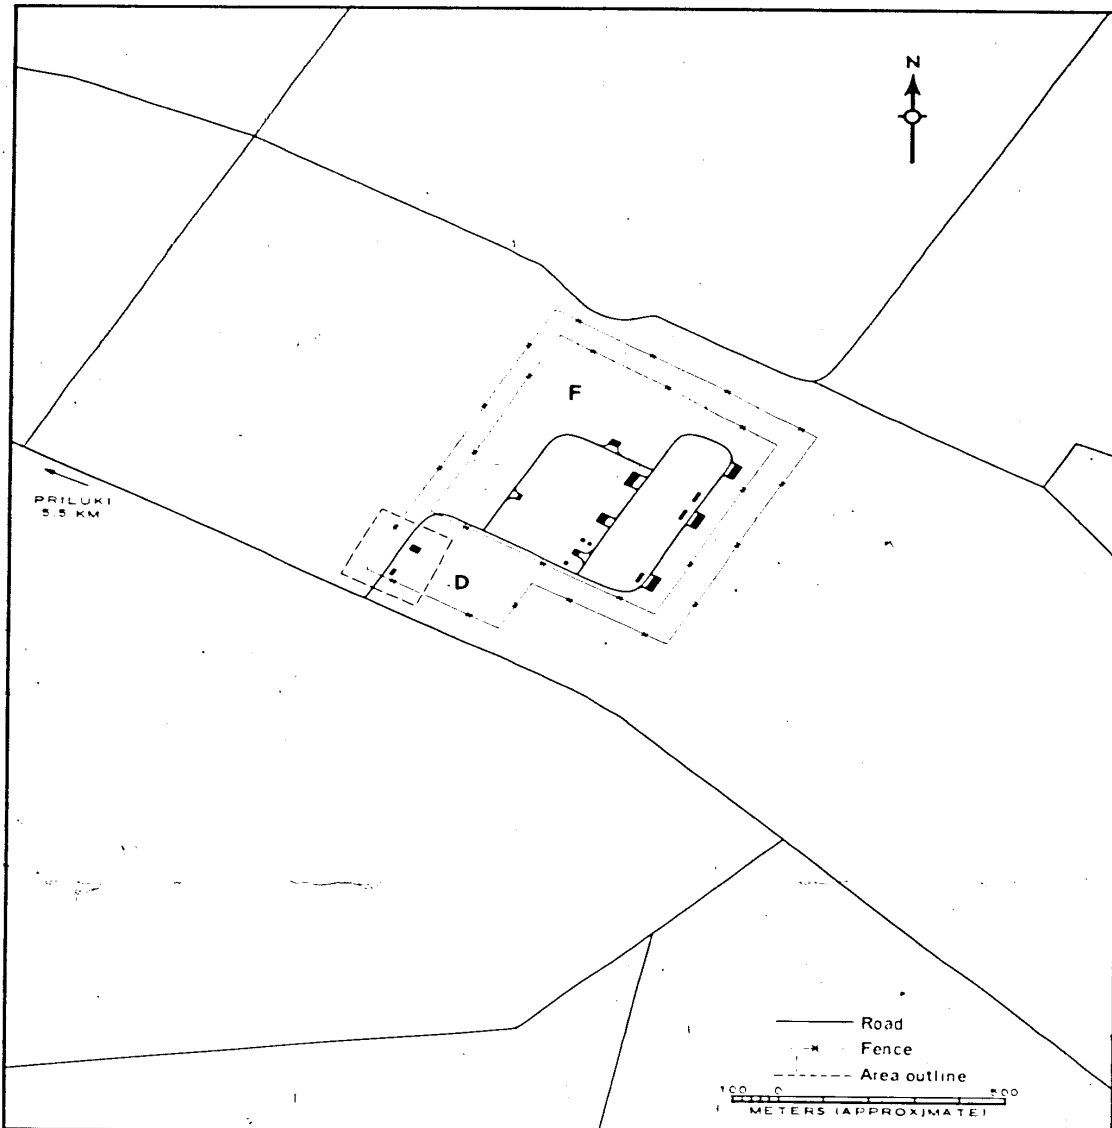 N
F
PRILUKI
5.5 KM
D
Road
Fence
Area outline
100 0 500
METERS (APPROXIMATE)